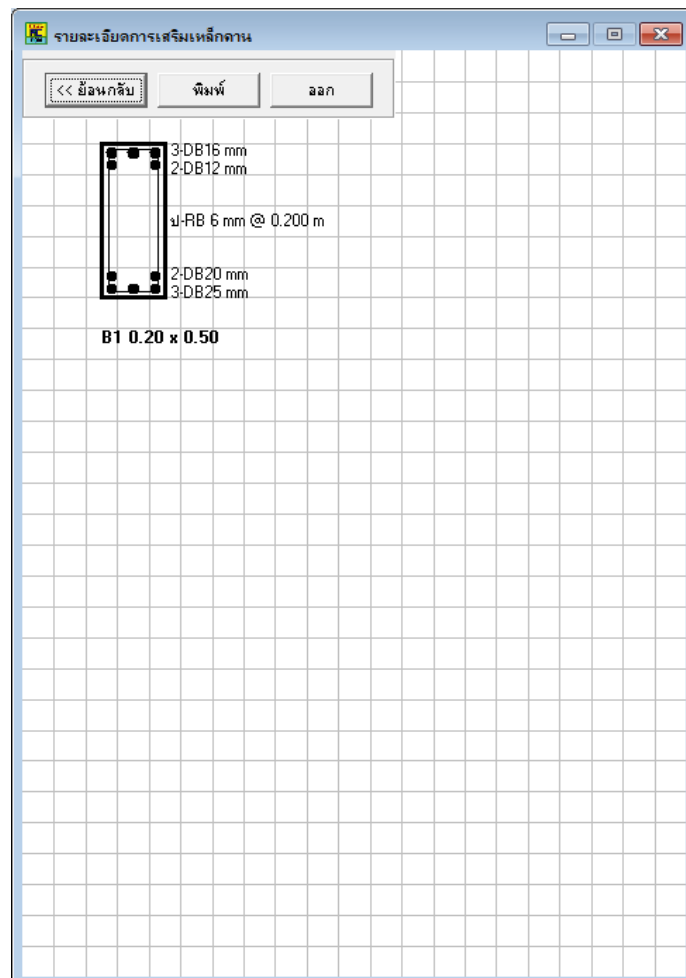 รายละเอียดการเสริมเหล็กคาน
<< ย้อนกลับ พิมพ์ ออก
3-DB16 mm
2-DB12 mm
ป-RB 6 mm @ 0.200 m
2-DB20 mm
3-DB25 mm
B1 0.20 x 0.50